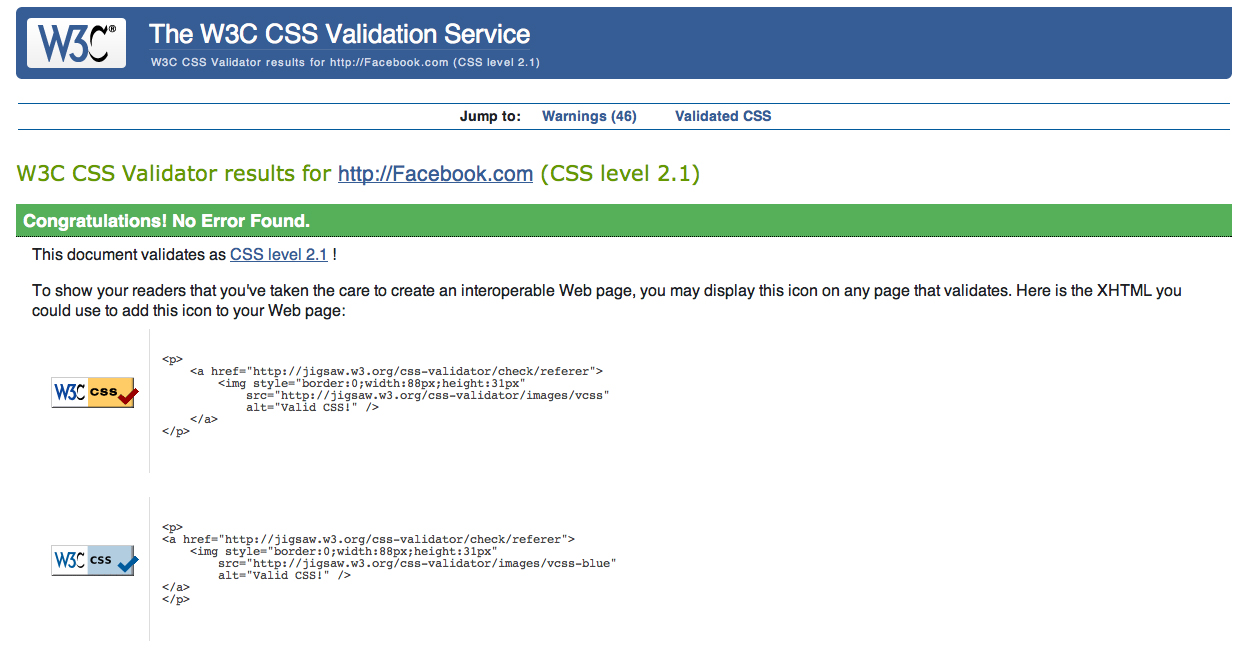 W3C®
The W3C CSS Validation Service
W3C CSS Validator results for http://Facebook.com (CSS level 2.1)
Jump to: Warnings (46) Validated CSS
W3C CSS Validator results for http://Facebook.com (CSS level 2.1)
Congratulations! No Error Found.
This document validates as CSS level 2.1 !
To show your readers that you've taken the care to create an interoperable Web page, you may display this icon on any page that validates. Here is the XHTML you
could use to add this icon to your Web page:
W3C css
<p>
<a href="http://jigsaw.w3.org/css-validator/check/referer">
<img style="border:0;width:88px;height:31px"
src="http://jigsaw.w3.org/css-validator/images/vcss"
alt="Valid CSS!" />
</a>
</p>
W3C css
<p>
<a href="http://jigsaw.w3.org/css-validator/check/referer">
<img style="border:0;width:88px;height:31px"
src="http://jigsaw.w3.org/css-validator/images/vcss-blue"
alt="Valid CSS!" />
</a>
</p>